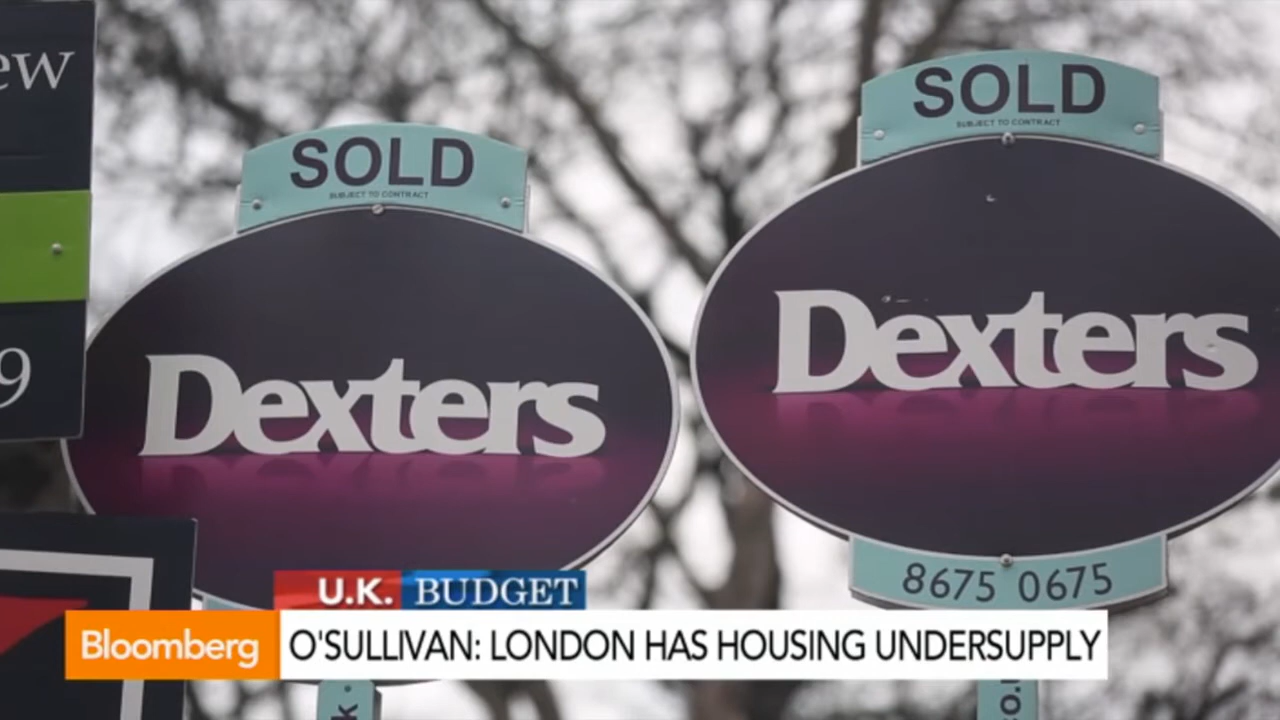 ew
9
SOLD
SUBJECT TO CONTRACT
Dexters
SOLD
SUBJECT TO CONTRACT
Dexters
8675 0675
U.K. BUDGET
Bloomberg
O'SULLIVAN: LONDON HAS HOUSING UNDERSUPPLY
k
co.u